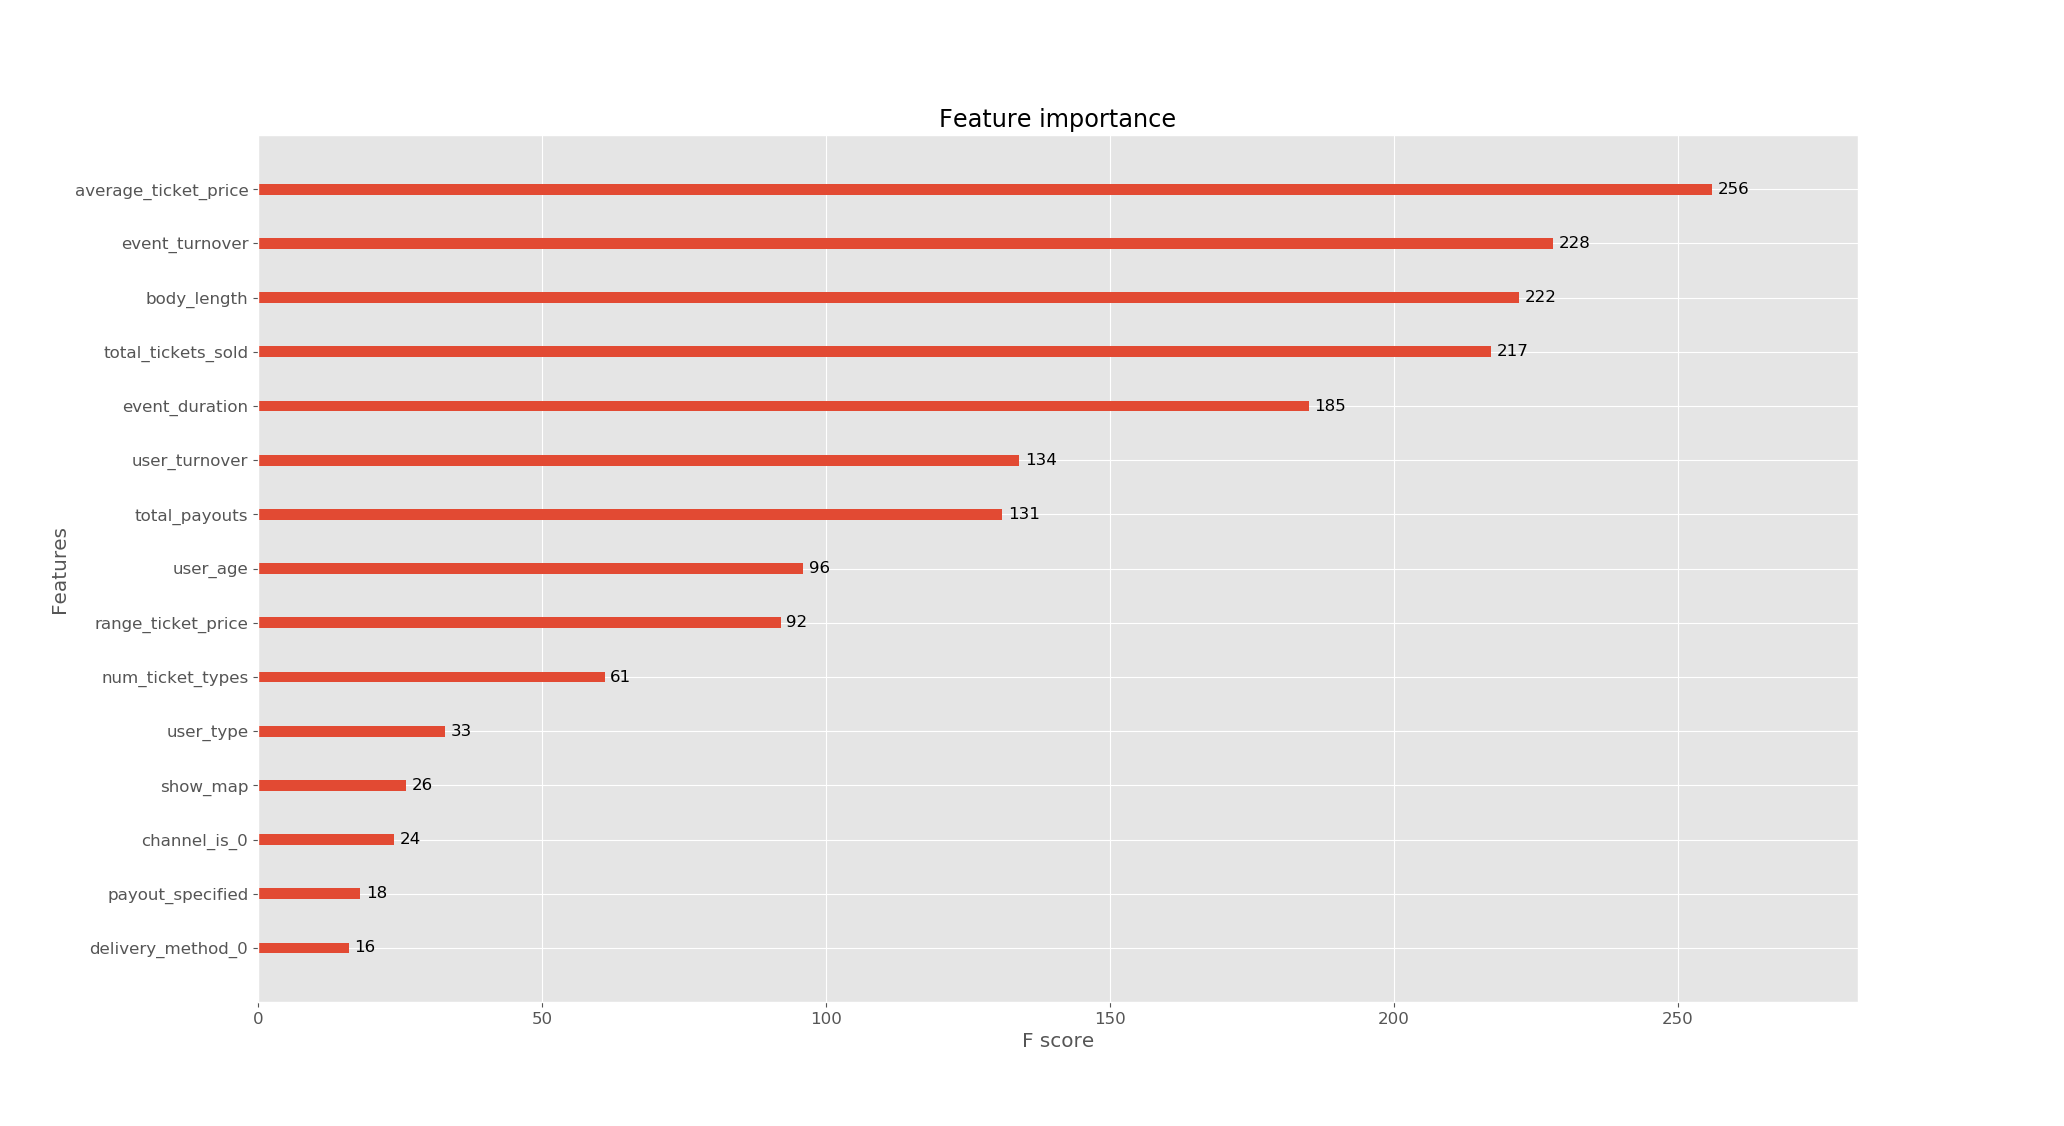 Feature importance
average_ticket_price 256
event_turnover 228
body_length 222
total_tickets_sold 217
event_duration 185
user_turnover 134
total_payouts 131
user_age 96
range_ticket_price 92
num_ticket_types 61
user_type 33
show_map 26
channel_is_0 24
payout_specified 18
delivery_method_0 16
Features
0 50 100 150 200 250
F score